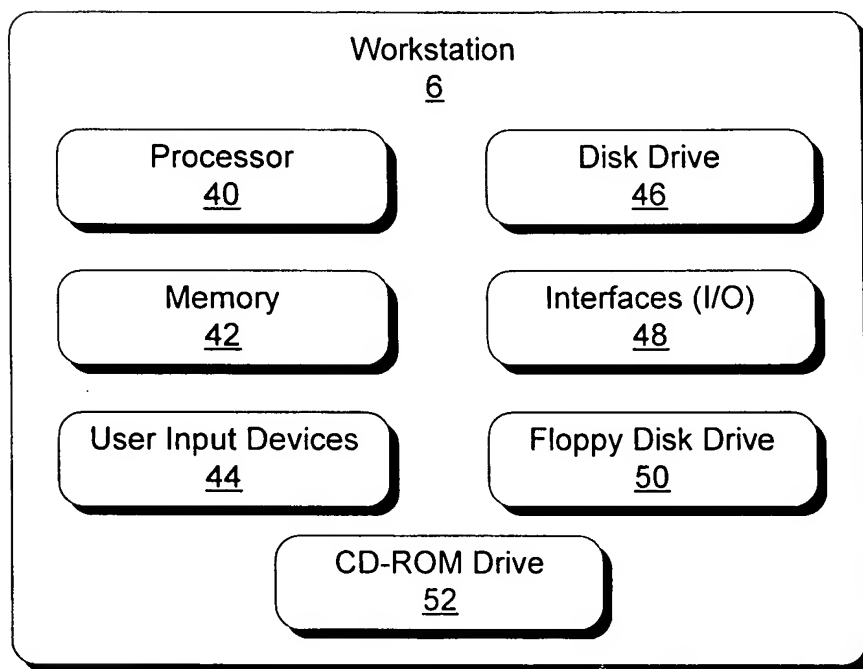 Workstation
6
Processor
40
Disk Drive
46
Memory
42
Interfaces (I/O)
48
User Input Devices
44
Floppy Disk Drive
50
CD-ROM Drive
52